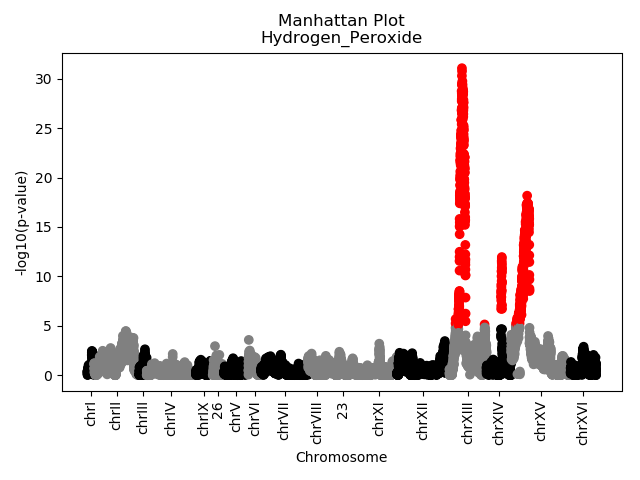 Manhattan Plot
Hydrogen_Peroxide
30
25
20
15
10
5
0
-log10(p-value)
chrI
chrII
chrIII
chrIV
chrIX
26
chrV
chrVI
chrVII
chrVIII
23
chrXI
chrXII
chrXIII
chrXIV
chrXV
chrXVI
Chromosome